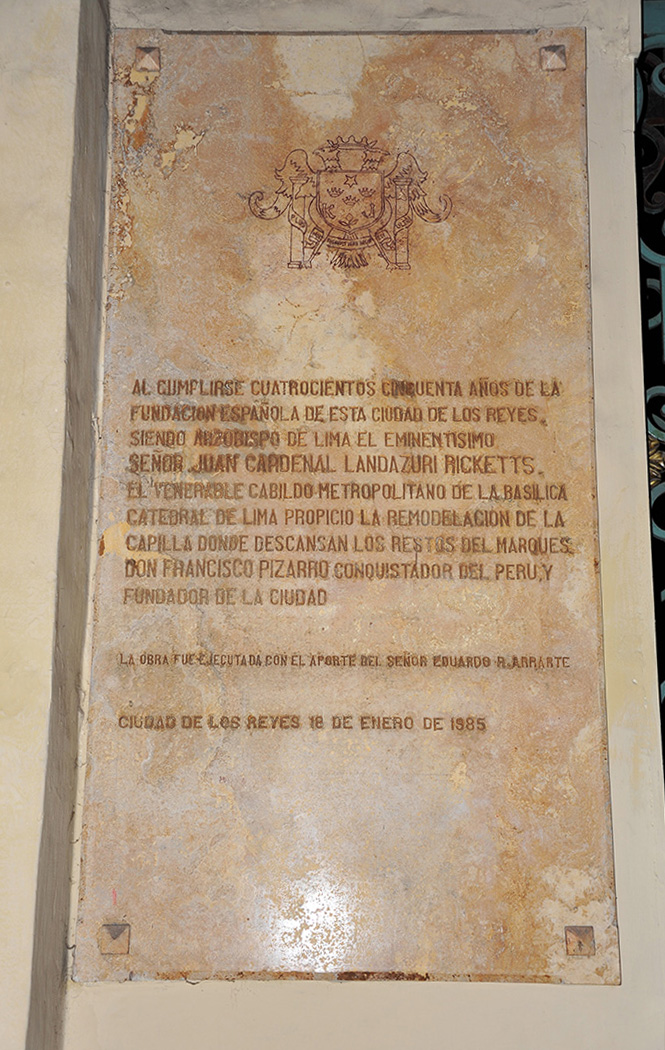 AL CUMPLIRSE CUATROCIENTOS CINCUENTA AÑOS DE LA
FUNDACION ESPAÑOLA DE ESTA CIUDAD DE LOS REYES,
SIENDO ARZOBISPO DE LIMA EL EMINENTISIMO
SEÑOR JUAN CARDENAL LANDAZURI RICKETTS.
EL VENERABLE CABILDO METROPOLITANO DE LA BASILICA
CATEDRAL DE LIMA PROPICIO LA REMODELACION DE LA
CAPILLA DONDE DESCANSAN LOS RESTOS DEL MARQUES
DON FRANCISCO PIZARRO CONQUISTADOR DEL PERU, Y
FUNDADOR DE LA CIUDAD
LA OBRA FUE EJECUTADA CON EL APORTE DEL SEÑOR EDUARDO R. ARRARTE
CIUDAD DE LOS REYES 18 DE ENERO DE 1985